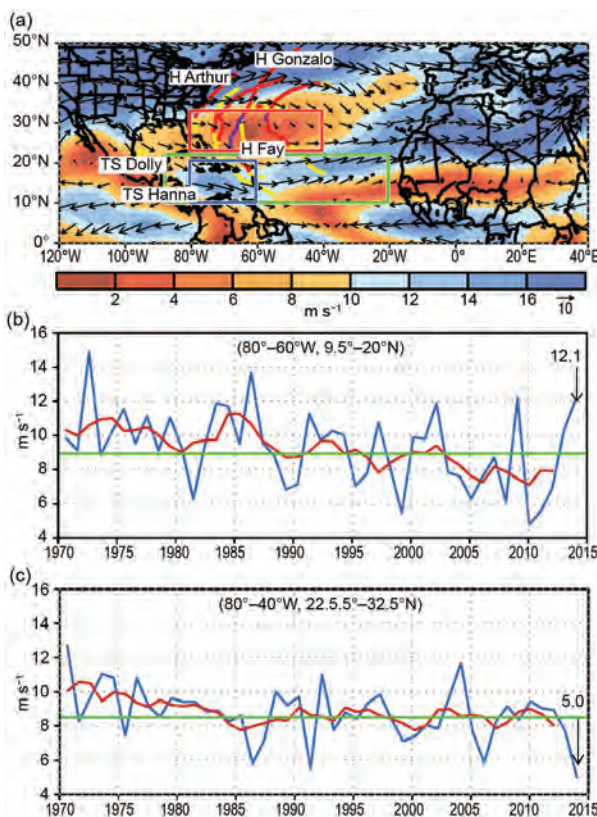 (a)
50°N
40°
30°
20°
10°
0°
H Gonzalo
H Arthur
H Fay
TS Dolly
TS Hanna
120°W 100°W 80°W 60°W 40°W 20°W 0° 20°E 40°E
2 4 6 8 10 12 14 16 10
m s⁻¹
(b)
(80°–60°W, 9.5°–20°N)
12.1
16
14
12
10
8
6
4
m s⁻¹
1970 1975 1980 1985 1990 1995 2000 2005 2010 2015
(c)
(80°–40°W, 22.5.5°–32.5°N)
5.0
16
14
12
10
8
6
4
m s⁻¹
1970 1975 1980 1985 1990 1995 2000 2005 2010 2015